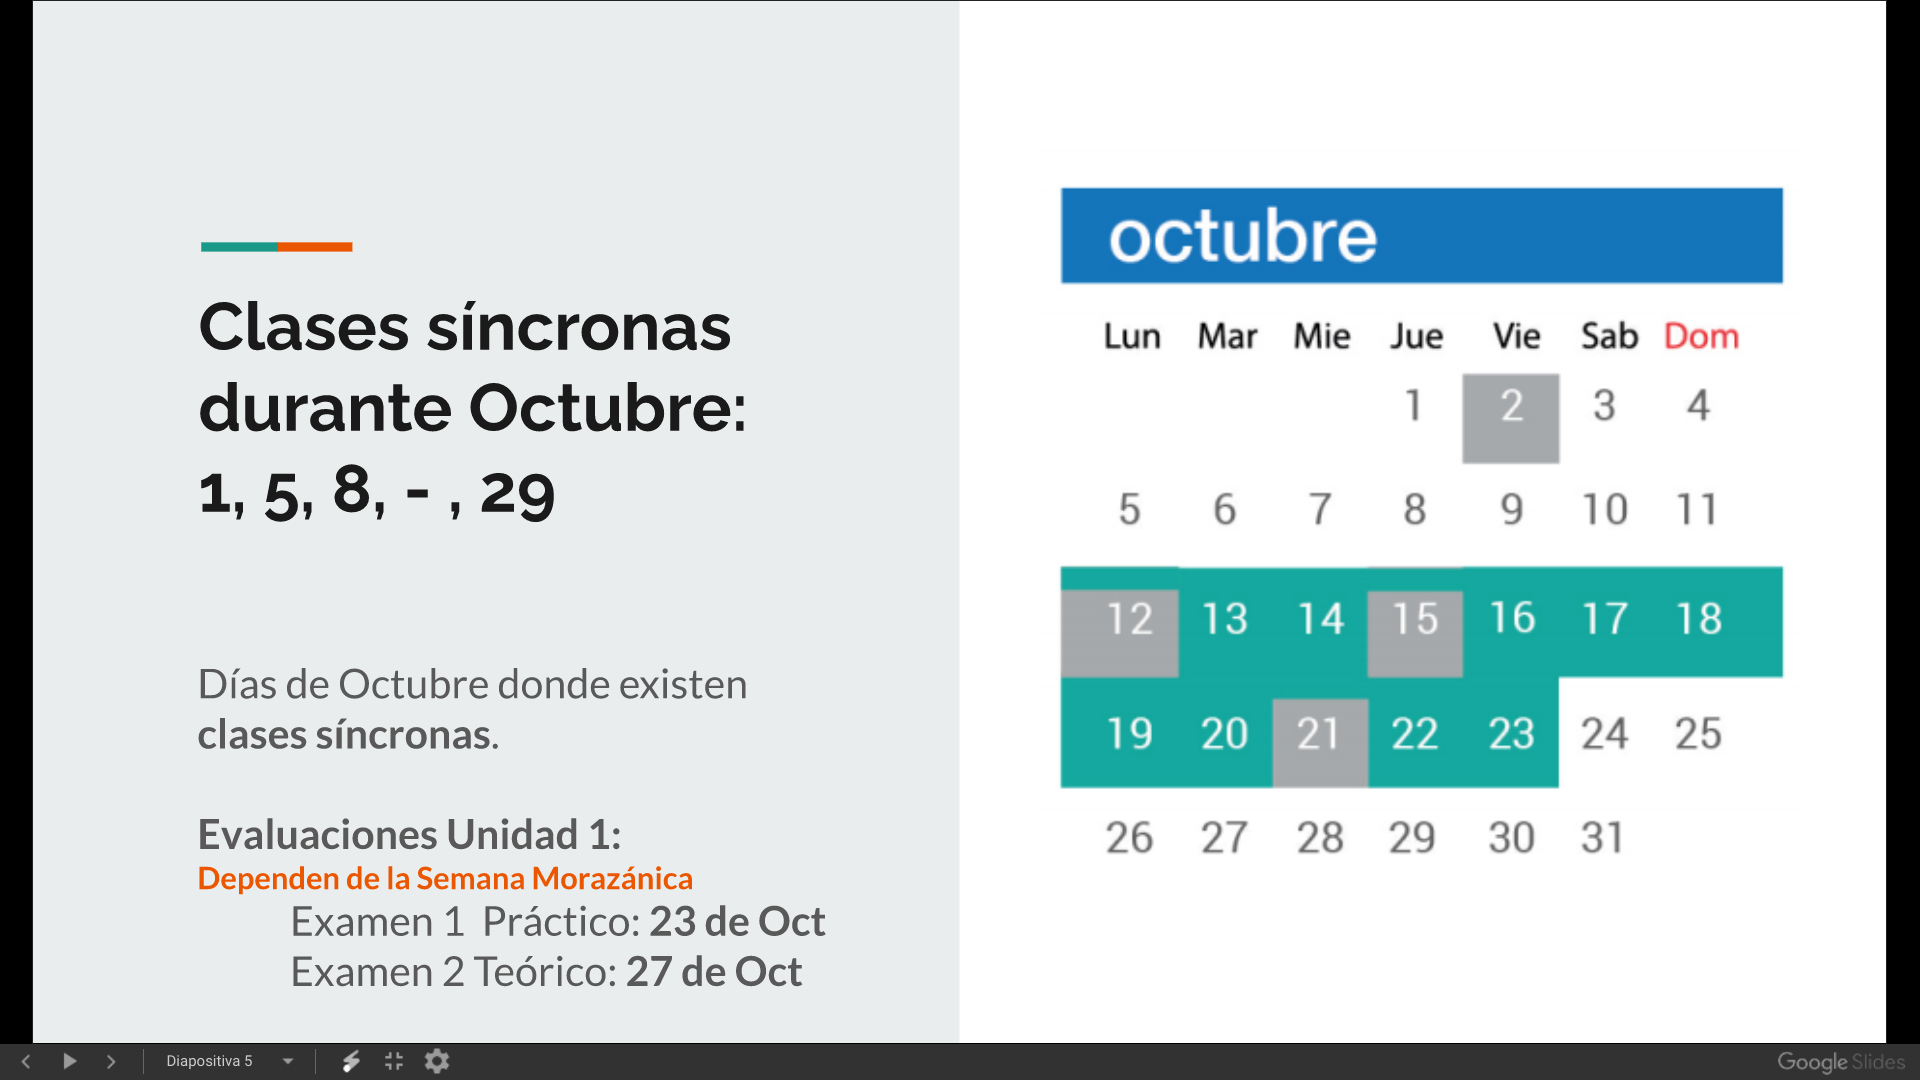 Clases síncronas
durante Octubre:
1, 5, 8, - , 29
Días de Octubre donde existen
clases síncronas.
Evaluaciones Unidad 1:
Dependen de la Semana Morazánica
Examen 1 Práctico: 23 de Oct
Examen 2 Teórico: 27 de Oct
octubre
Lun Mar Mie Jue Vie Sab Dom
1 2 3 4
5 6 7 8 9 10 11
12 13 14 15 16 17 18
19 20 21 22 23 24 25
26 27 28 29 30 31
Diapositiva 5
Google Slides